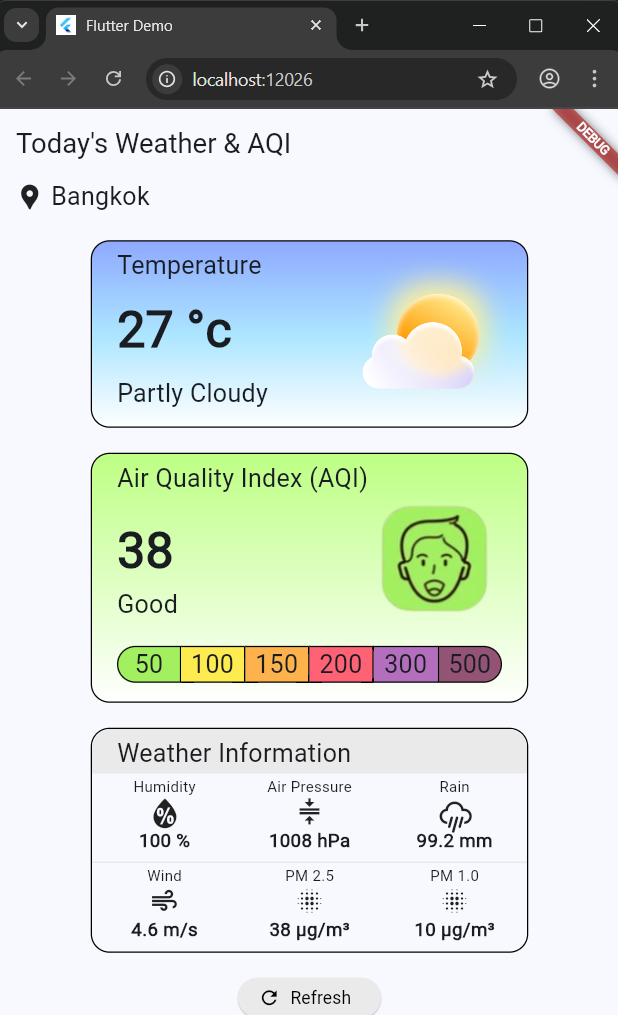 Flutter Demo
localhost:12026
DEBUG
Today's Weather & AQI
Bangkok
Temperature
27 °c
Partly Cloudy
Air Quality Index (AQI)
38
Good
50 100 150 200 300 500
Weather Information
Humidity Air Pressure Rain
%
100 % 1008 hPa 99.2 mm
Wind PM 2.5 PM 1.0
4.6 m/s 38 µg/m³ 10 µg/m³
Refresh